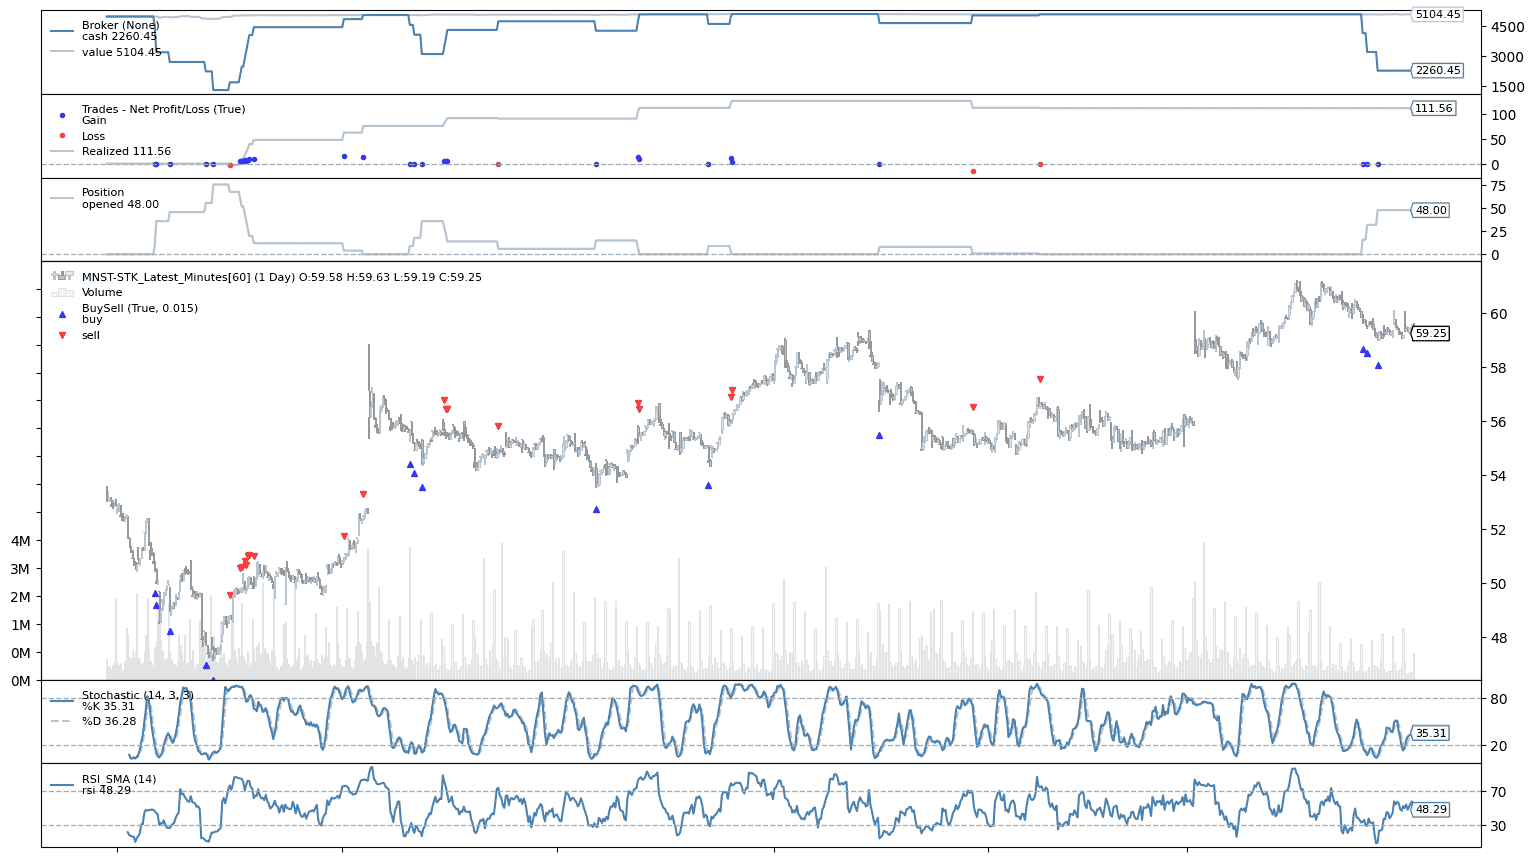 Broker (None)
cash 2260.45
value 5104.45
5104.45
4500
3000
2260.45
1500
Trades - Net Profit/Loss (True)
Gain
Loss
Realized 111.56
111.56
100
50
0
Position
opened 48.00
75
50
48.00
25
0
MNST-STK_Latest_Minutes[60] (1 Day) O:59.58 H:59.63 L:59.19 C:59.25
Volume
BuySell (True, 0.015)
buy
sell
60
59.25
58
56
54
52
50
48
4M
3M
2M
1M
0M
0M
Stochastic (14, 3, 3)
%K 35.31
%D 36.28
80
35.31
20
RSI_SMA (14)
rsi 48.29
70
48.29
30